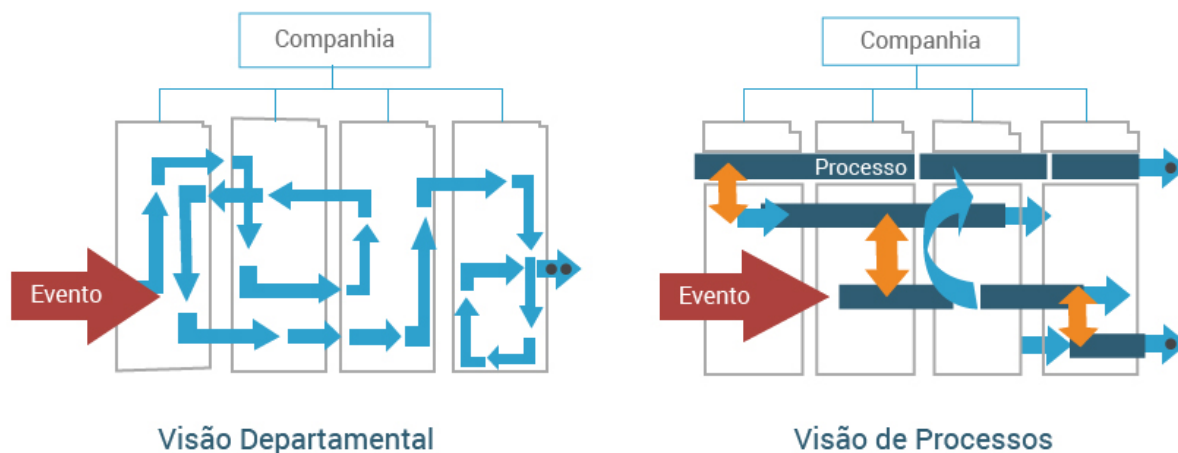 Companhia
Evento
Visão Departamental
Companhia
Processo
Evento
Visão de Processos